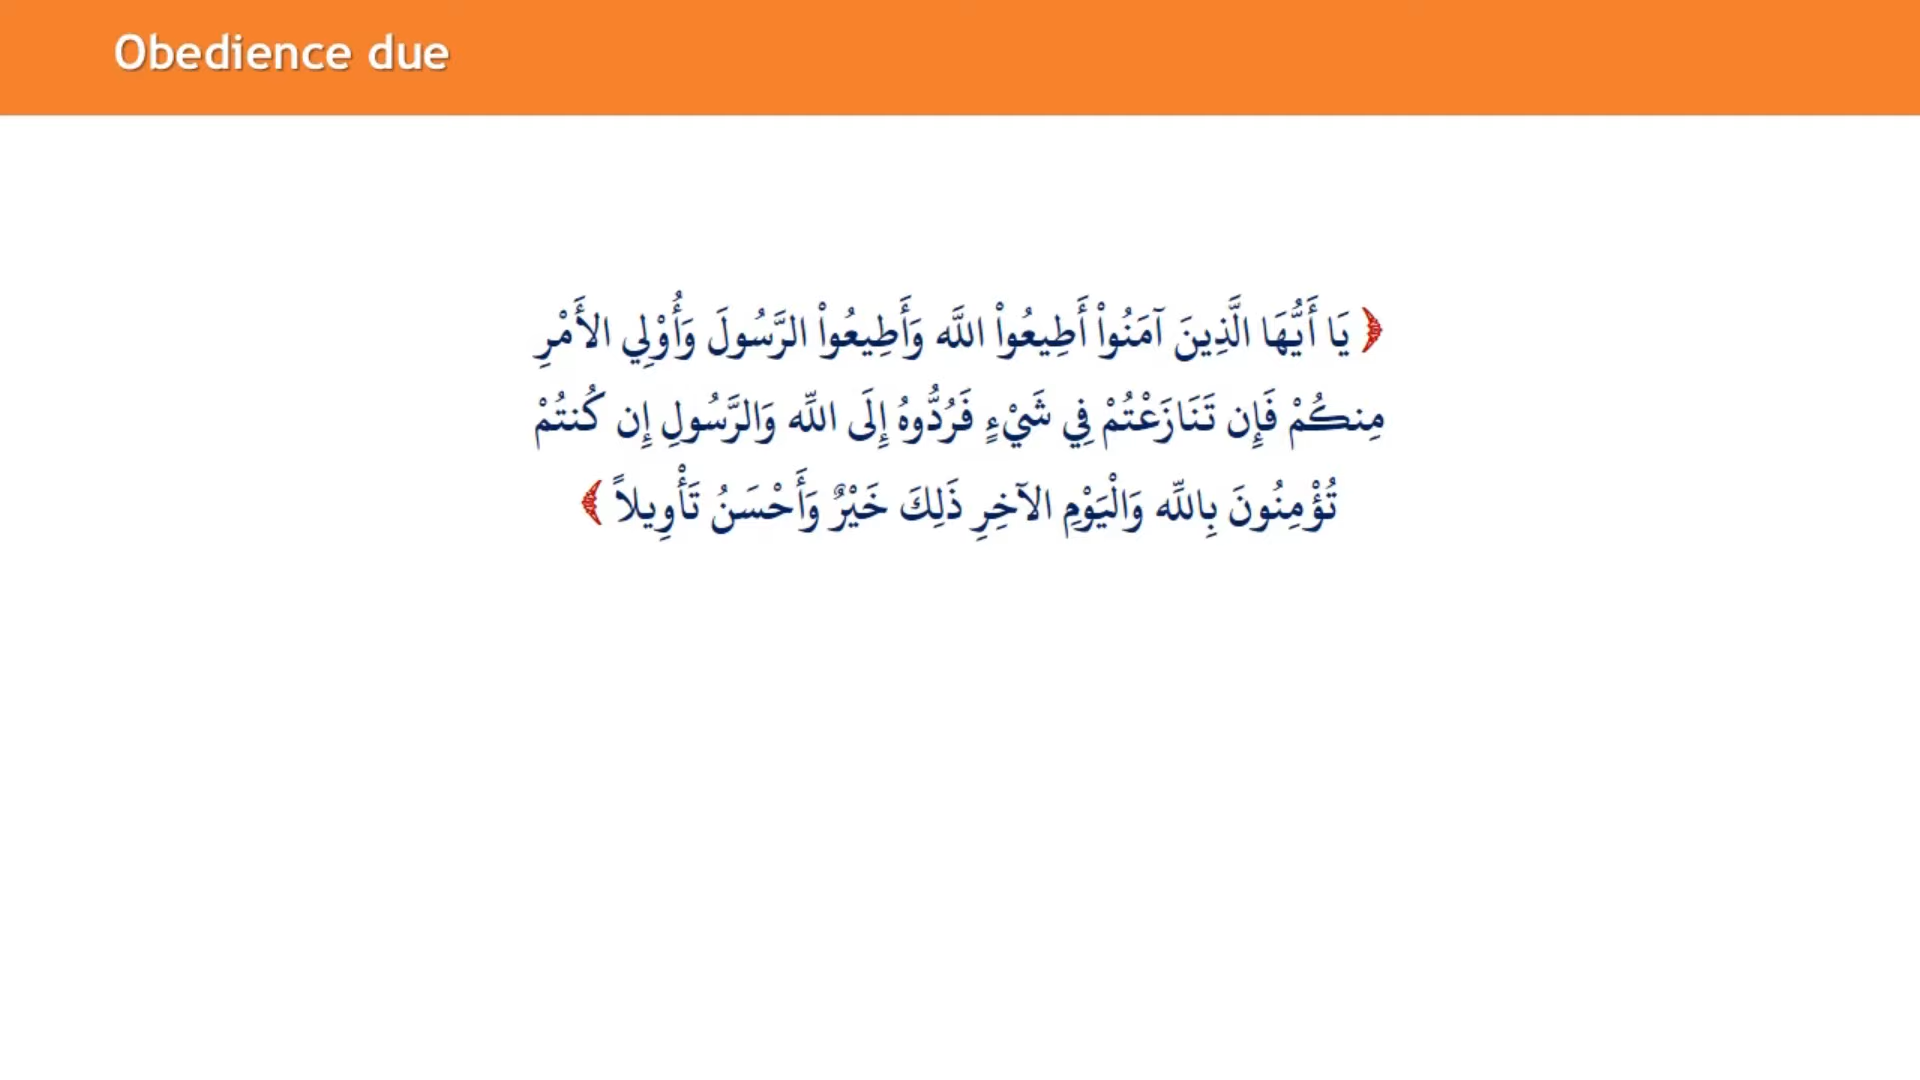 Obedience due
﴿ يَا أَيُّهَا الَّذِينَ آمَنُواْ أَطِيعُواْ اللَّه وَأَطِيعُواْ الرَّسُولَ وَأُوْلِي الأَمْرِ
مِنكُمْ فَإِن تَنَازَعْتُمْ فِي شَيْءٍ فَرُدُّوهُ إِلَى اللَّه وَالرَّسُولِ إِن كُنتُمْ
تُؤْمِنُونَ بِاللَّه وَالْيَوْمِ الآخِرِ ذَلِكَ خَيْرٌ وَأَحْسَنُ تَأْوِيلاً ﴾